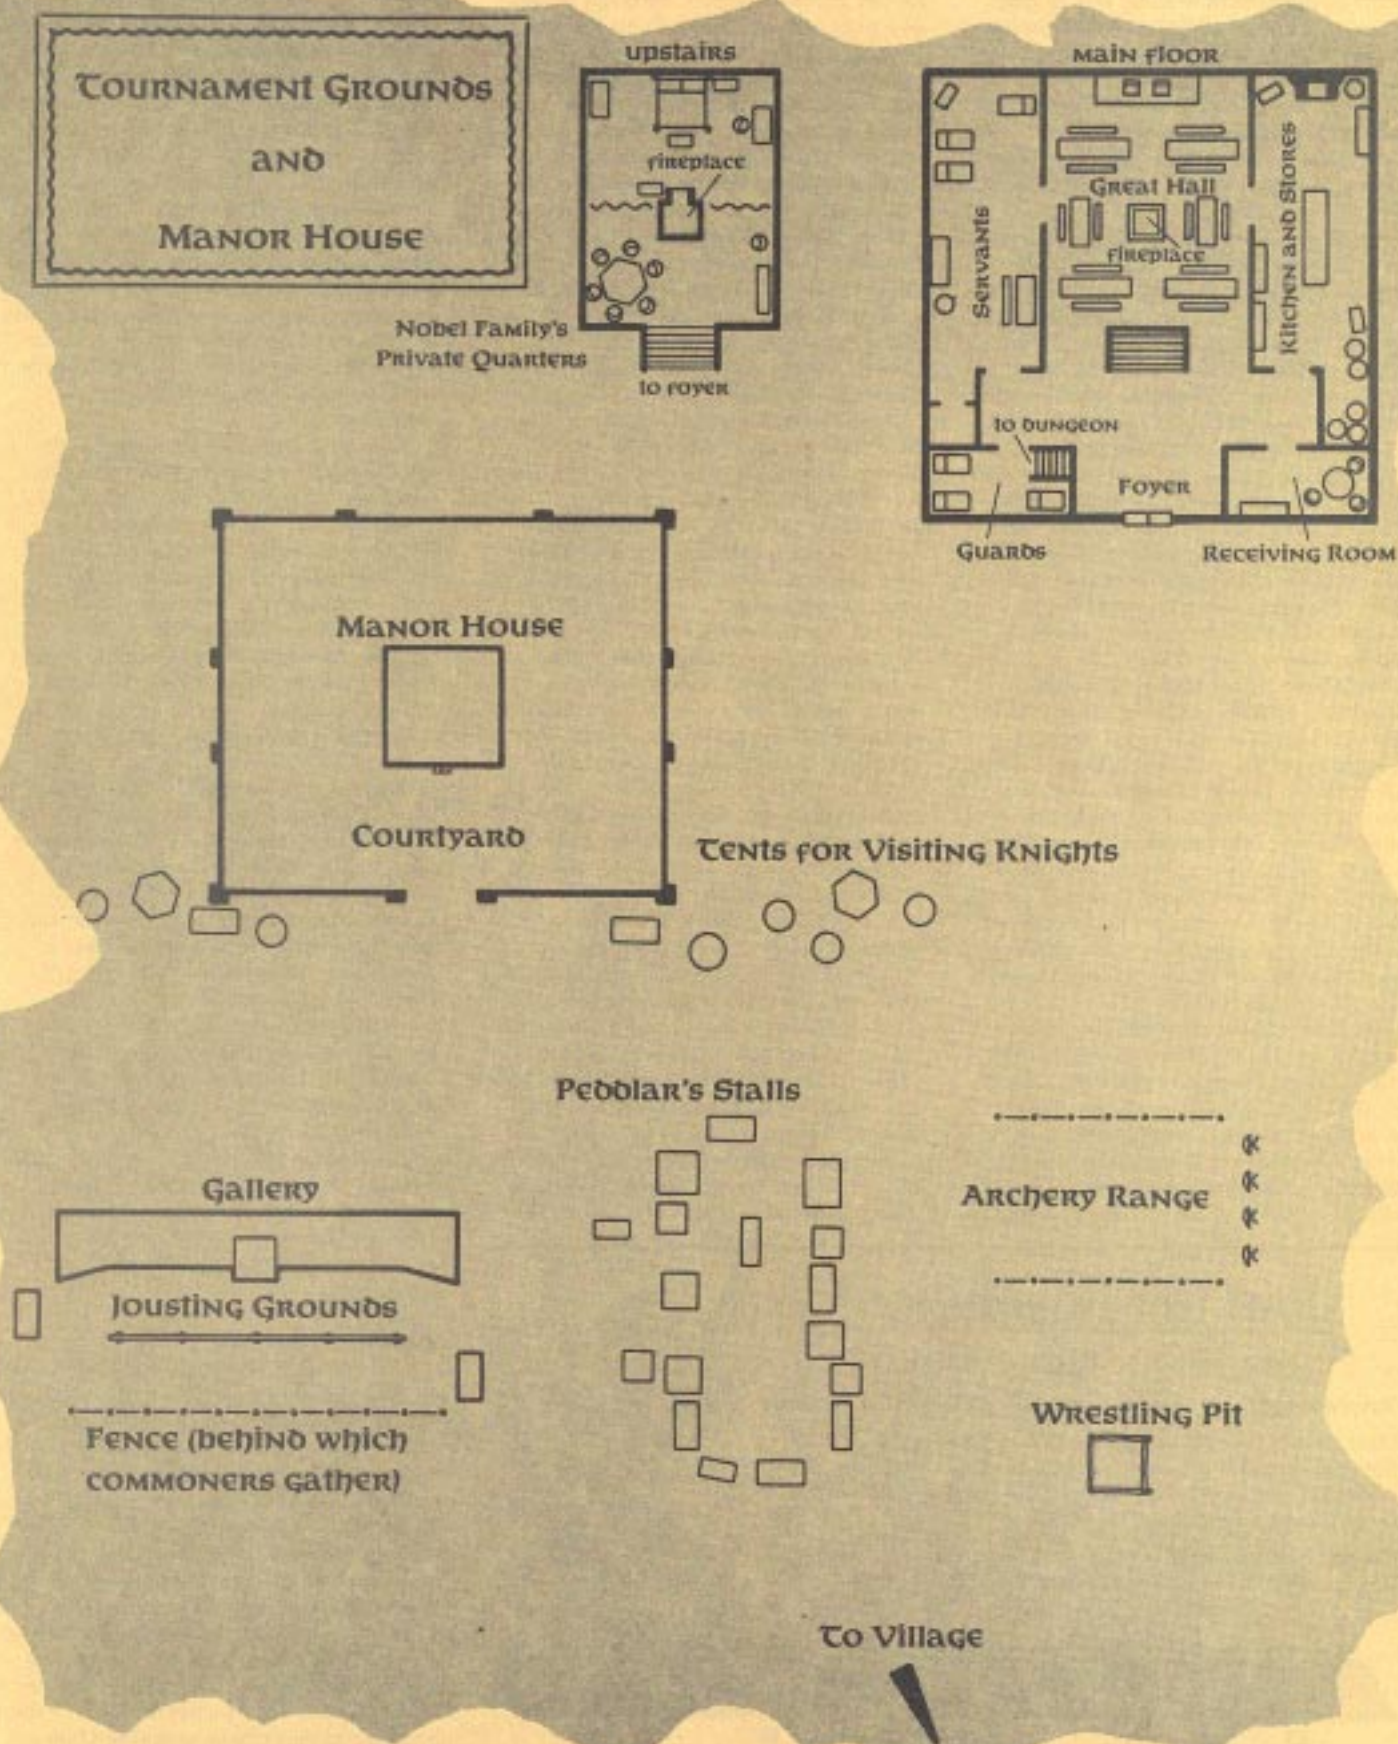 Tournament Grounds
and
Manor House
upstairs
fireplace
Nobel Family's
Private Quarters
to foyer
Main floor
Great Hall
fireplace
Servants
Kitchen and Stores
to dungeon
Foyer
Guards
Receiving Room
Manor House
Courtyard
Tents for Visiting Knights
Peddlar's Stalls
Gallery
Jousting Grounds
Fence (behind which
commoners gather)
Archery Range
Wrestling Pit
To Village